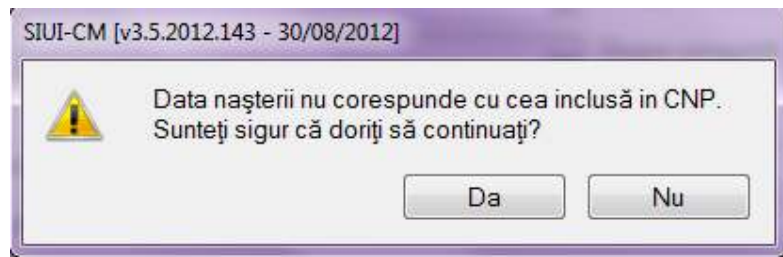 SIUI-CM [v3.5.2012.143 - 30/08/2012]
Data naşterii nu corespunde cu cea inclusă in CNP.
Sunteţi sigur că doriţi să continuaţi?
Da
Nu